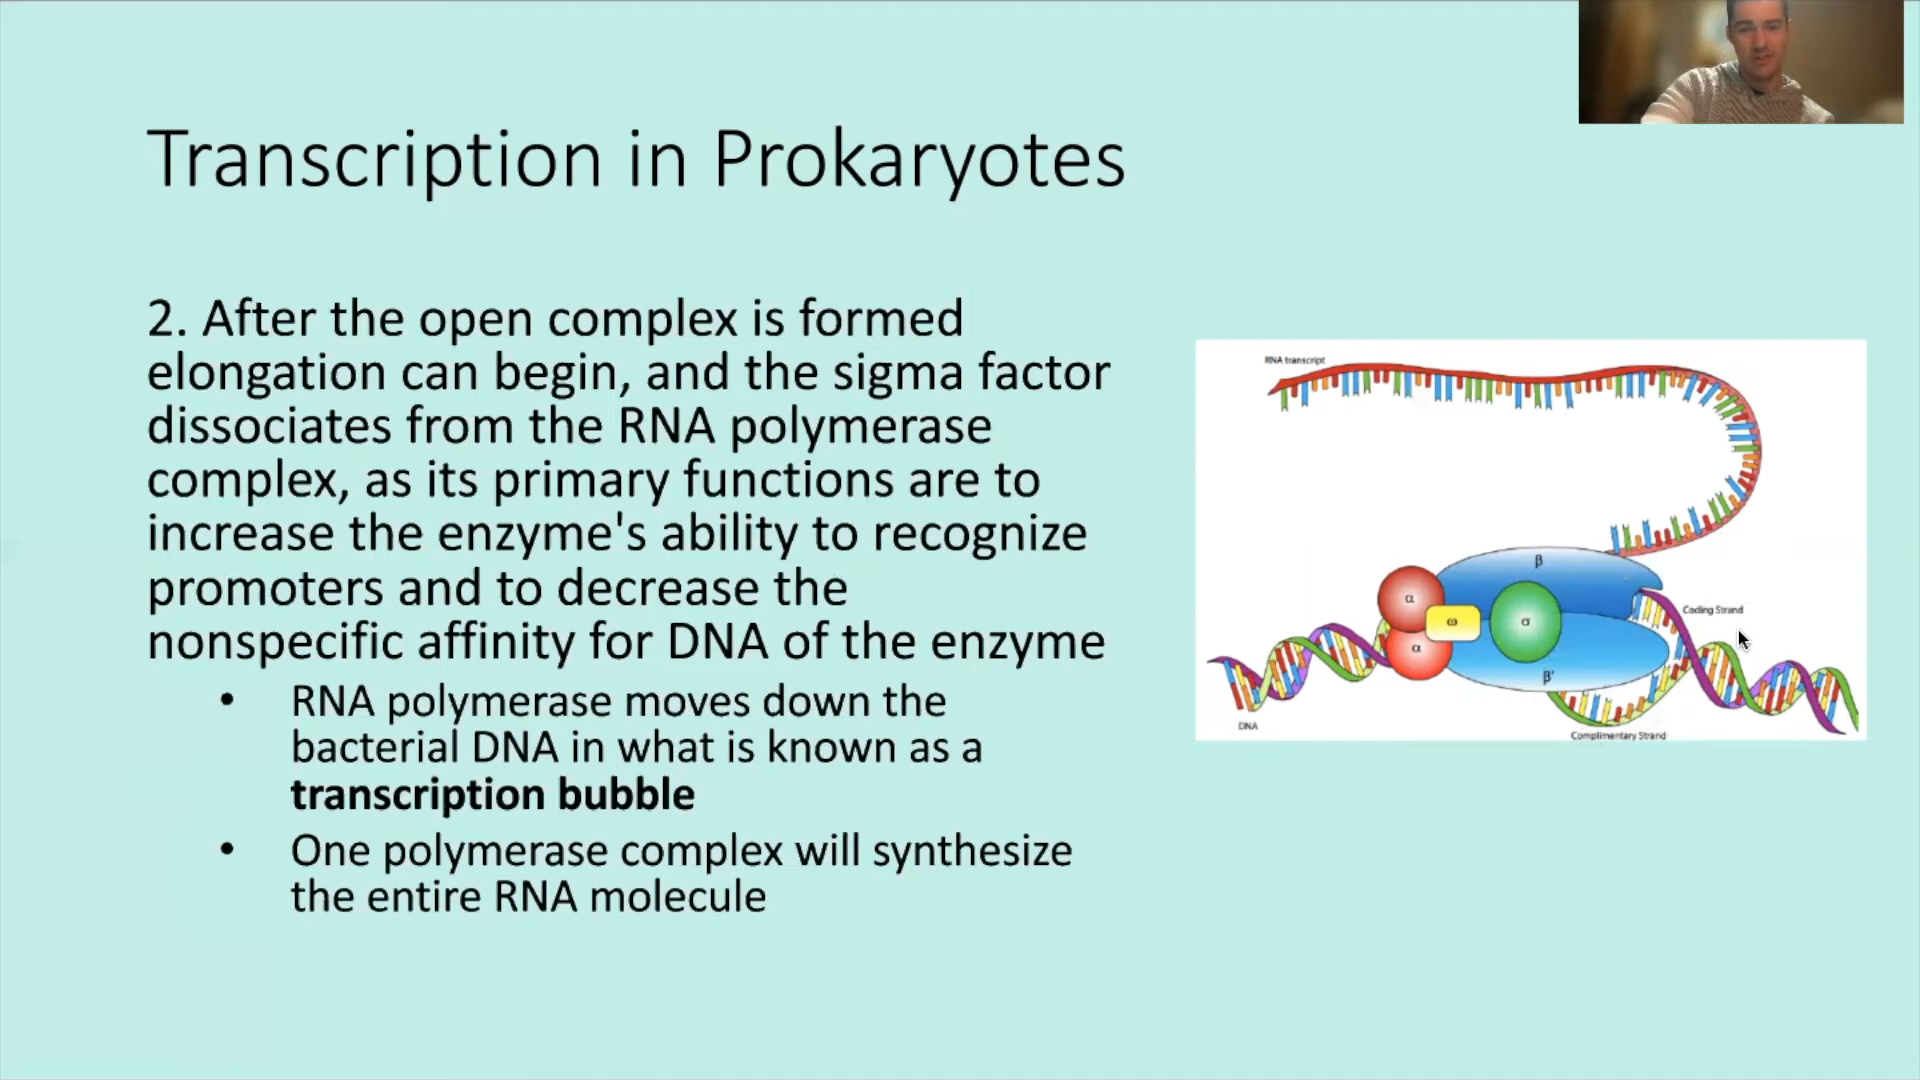 Transcription in Prokaryotes
2. After the open complex is formed
elongation can begin, and the sigma factor
dissociates from the RNA polymerase
complex, as its primary functions are to
increase the enzyme's ability to recognize
promoters and to decrease the
nonspecific affinity for DNA of the enzyme
• RNA polymerase moves down the
bacterial DNA in what is known as a
transcription bubble
• One polymerase complex will synthesize
the entire RNA molecule
RNA transcript
β
α
ω
σ
α
β'
Coding Strand
DNA
Complimentary Strand